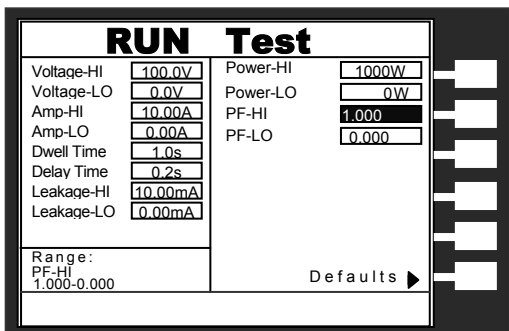 RUN Test
Voltage-HI 100.0V
Voltage-LO 0.0V
Amp-HI 10.00A
Amp-LO 0.00A
Dwell Time 1.0s
Delay Time 0.2s
Leakage-HI 10.00mA
Leakage-LO 0.00mA
Power-HI 1000W
Power-LO 0W
PF-HI 1.000
PF-LO 0.000
Range:
PF-HI
1.000-0.000
Defaults